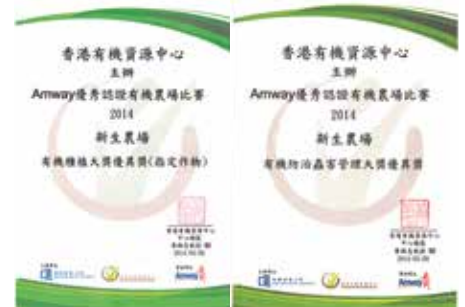 香港有機資源中心
主辦
Amway優秀認證有機農場比賽
2014
新生農場
有機種植大獎優異獎(指定作物)
Amway
香港有機資源中心
主辦
Amway優秀認證有機農場比賽
2014
新生農場
有機防治蟲害管理大獎優異獎
Amway